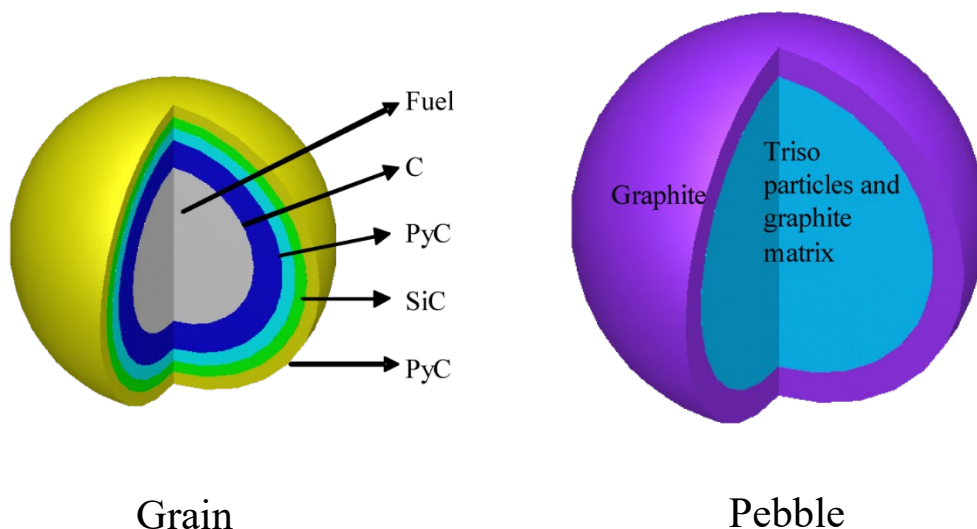 Fuel
C
PyC
SiC
PyC
Grain
Graphite
Triso
particles and
graphite
matrix
Pebble